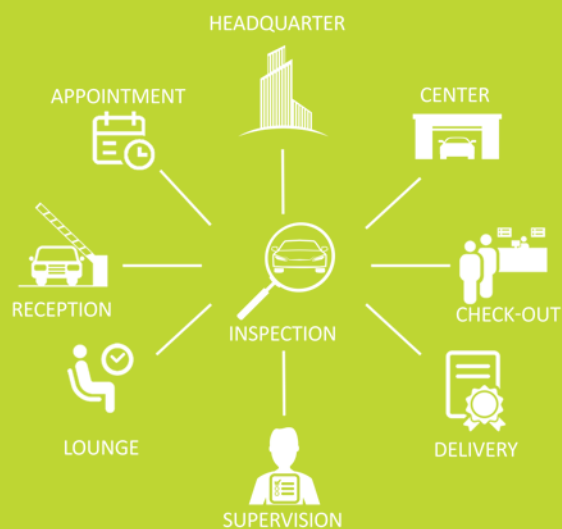 HEADQUARTER
APPOINTMENT
CENTER
RECEPTION
INSPECTION
CHECK-OUT
LOUNGE
DELIVERY
SUPERVISION